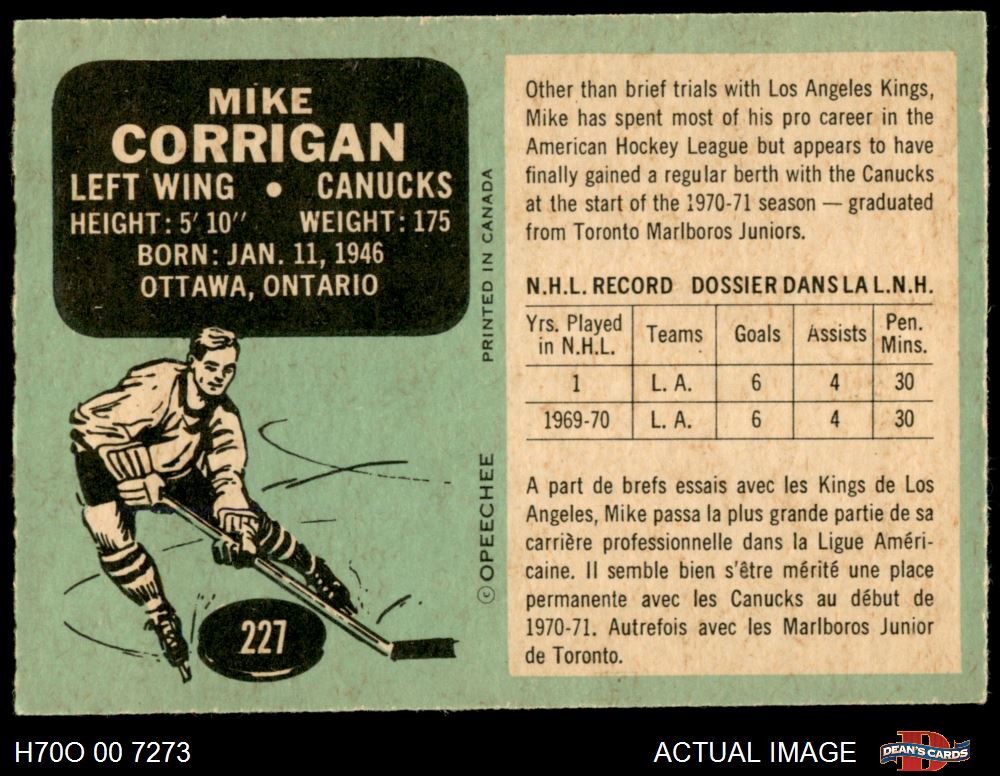 MIKE
CORRIGAN
LEFT WING • CANUCKS
HEIGHT: 5' 10" WEIGHT: 175
BORN: JAN. 11, 1946
OTTAWA, ONTARIO
227
© OPEECHEE PRINTED IN CANADA
Other than brief trials with Los Angeles Kings,
Mike has spent most of his pro career in the
American Hockey League but appears to have
finally gained a regular berth with the Canucks
at the start of the 1970-71 season — graduated
from Toronto Marlboros Juniors.
N.H.L. RECORD DOSSIER DANS LA L.N.H.
Yrs. Played in N.H.L. Teams Goals Assists Pen. Mins.
1 L. A. 6 4 30
1969-70 L. A. 6 4 30
A part de brefs essais avec les Kings de Los
Angeles, Mike passa la plus grande partie de sa
carrière professionnelle dans la Ligue Améri-
caine. Il semble bien s'être mérité une place
permanente avec les Canucks au début de
1970-71. Autrefois avec les Marlboros Junior
de Toronto.
H70O 00 7273
ACTUAL IMAGE
D
DEAN'S CARDS